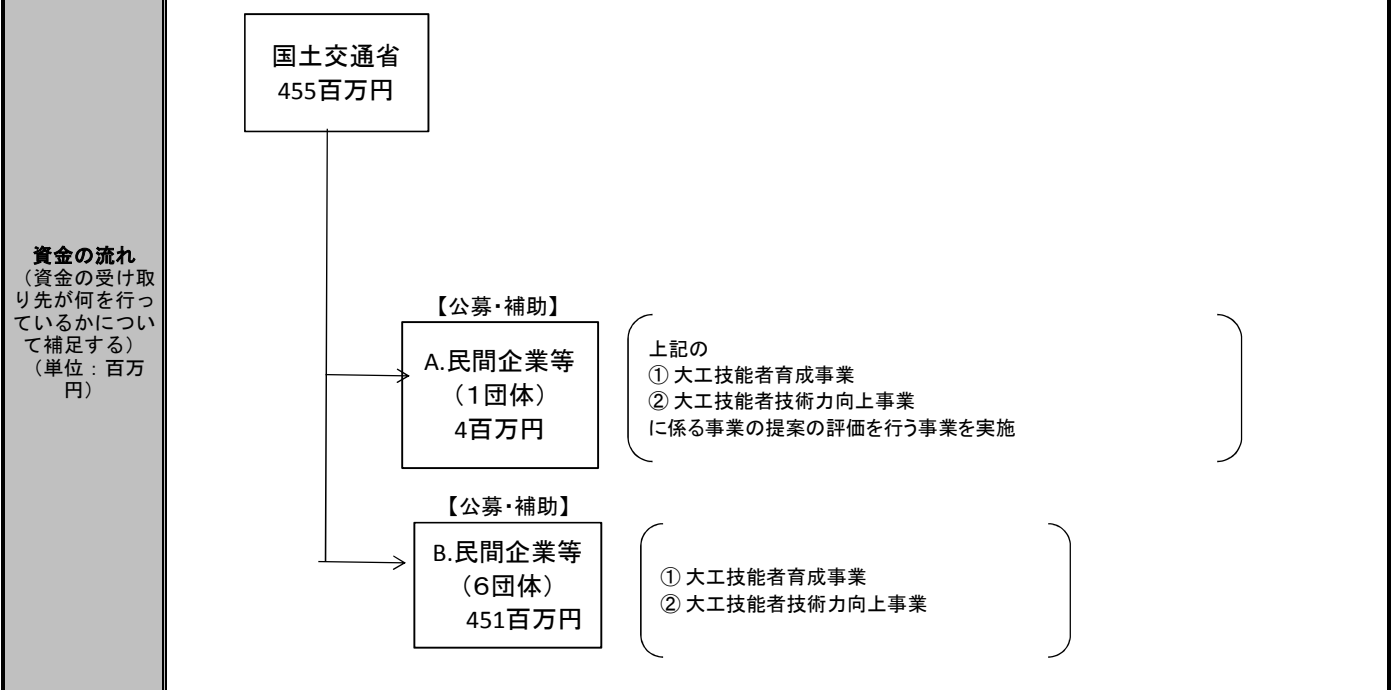 資金の流れ
（資金の受け取
り先が何を行っ
ているかについ
て補足する）
（単位：百万
円）
国土交通省
455百万円
【公募・補助】
A.民間企業等
（１団体）
4百万円
上記の
① 大工技能者育成事業
② 大工技能者技術力向上事業
に係る事業の提案の評価を行う事業を実施
【公募・補助】
B.民間企業等
（６団体）
451百万円
① 大工技能者育成事業
② 大工技能者技術力向上事業